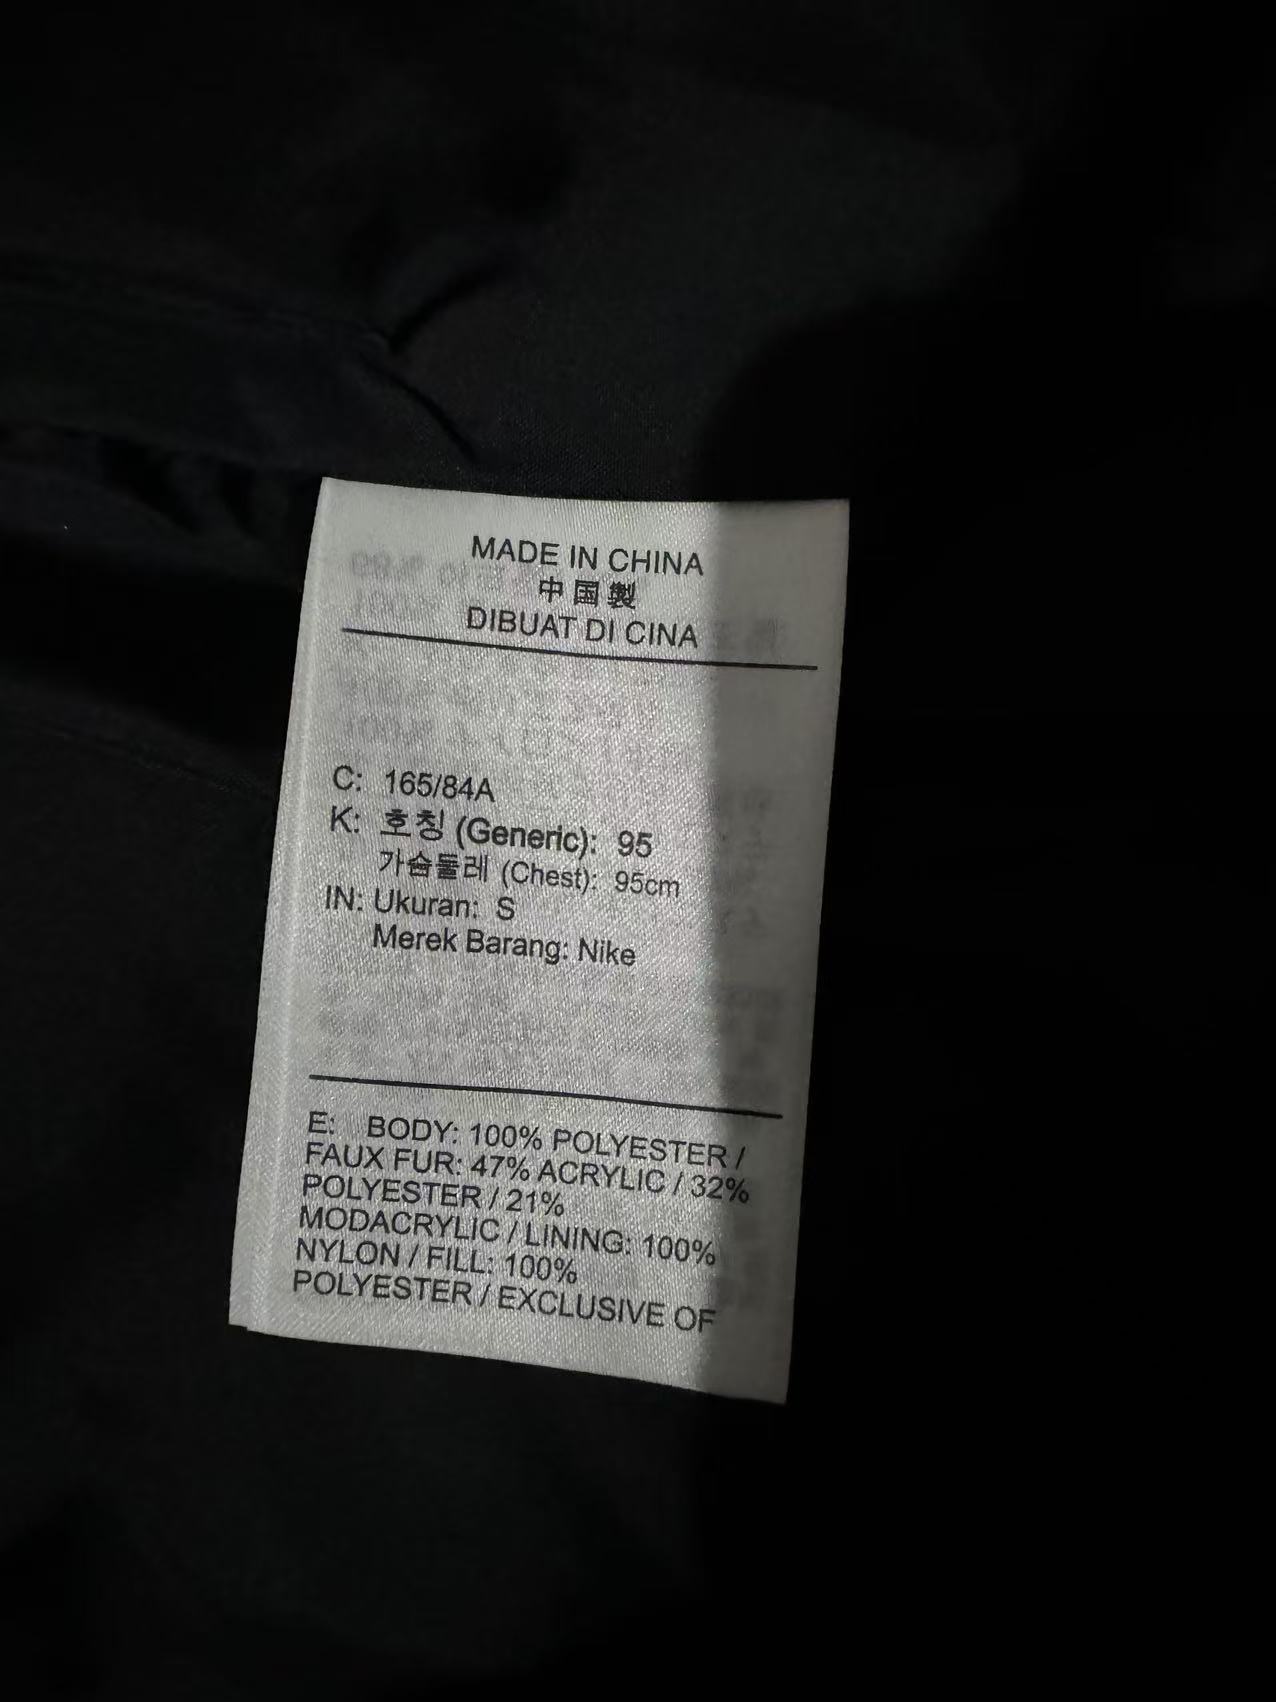 MADE IN CHINA
中国製
DIBUAT DI CINA
C: 165/84A
K: 호칭 (Generic): 95
가슴둘레 (Chest): 95cm
IN: Ukuran: S
Merek Barang: Nike
E: BODY: 100% POLYESTER /
FAUX FUR: 47% ACRYLIC / 32%
POLYESTER / 21%
MODACRYLIC / LINING: 100%
NYLON / FILL: 100%
POLYESTER / EXCLUSIVE OF